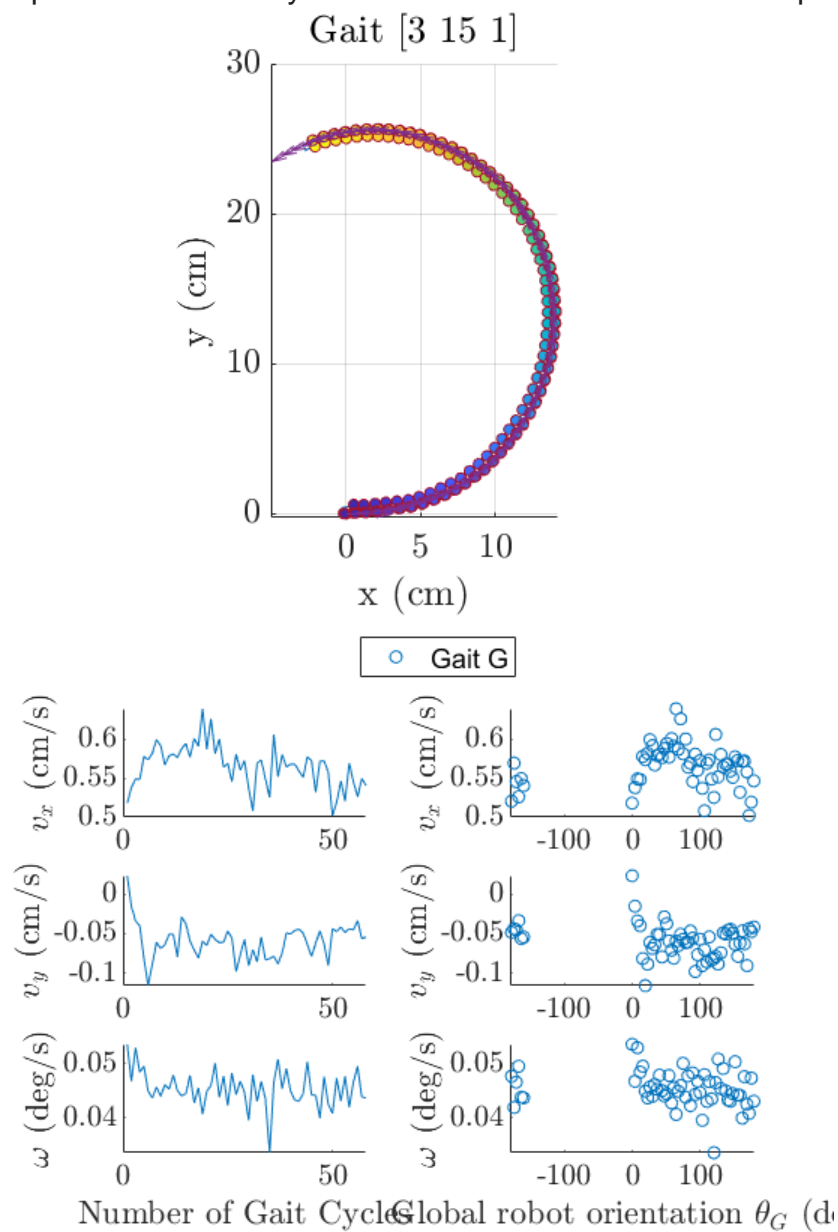 Gait [3 15 1]
30
20
10
0
y (cm)
0 5 10
x (cm)
Gait G
v_x (cm/s)
0.6
0.55
0.5
0 50
v_x (cm/s)
0.6
0.55
0.5
-100 0 100
v_y (cm/s)
0
-0.05
-0.1
0 50
v_y (cm/s)
0
-0.05
-0.1
-100 0 100
ω (deg/s)
0.05
0.04
0 50
ω (deg/s)
0.05
0.04
-100 0 100
Number of Gait Cycles
Global robot orientation θ_G (de